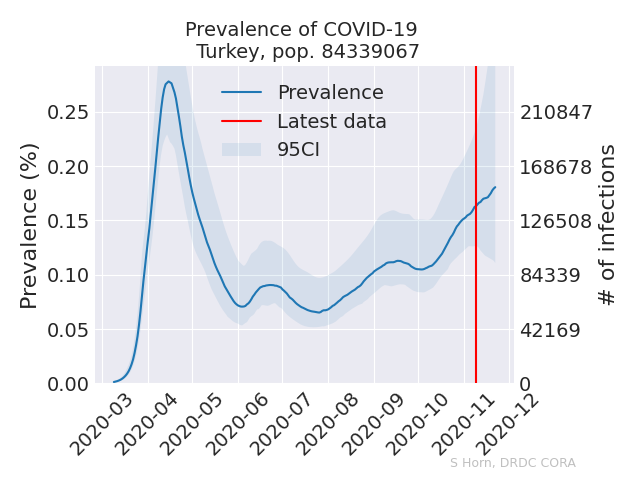 Prevalence of COVID-19
Turkey, pop. 84339067
Prevalence
Latest data
95CI
Prevalence (%)
0.25
0.20
0.15
0.10
0.05
0.00
210847
168678
126508
84339
42169
0
# of infections
2020-03
2020-04
2020-05
2020-06
2020-07
2020-08
2020-09
2020-10
2020-11
2020-12
S Horn, DRDC CORA